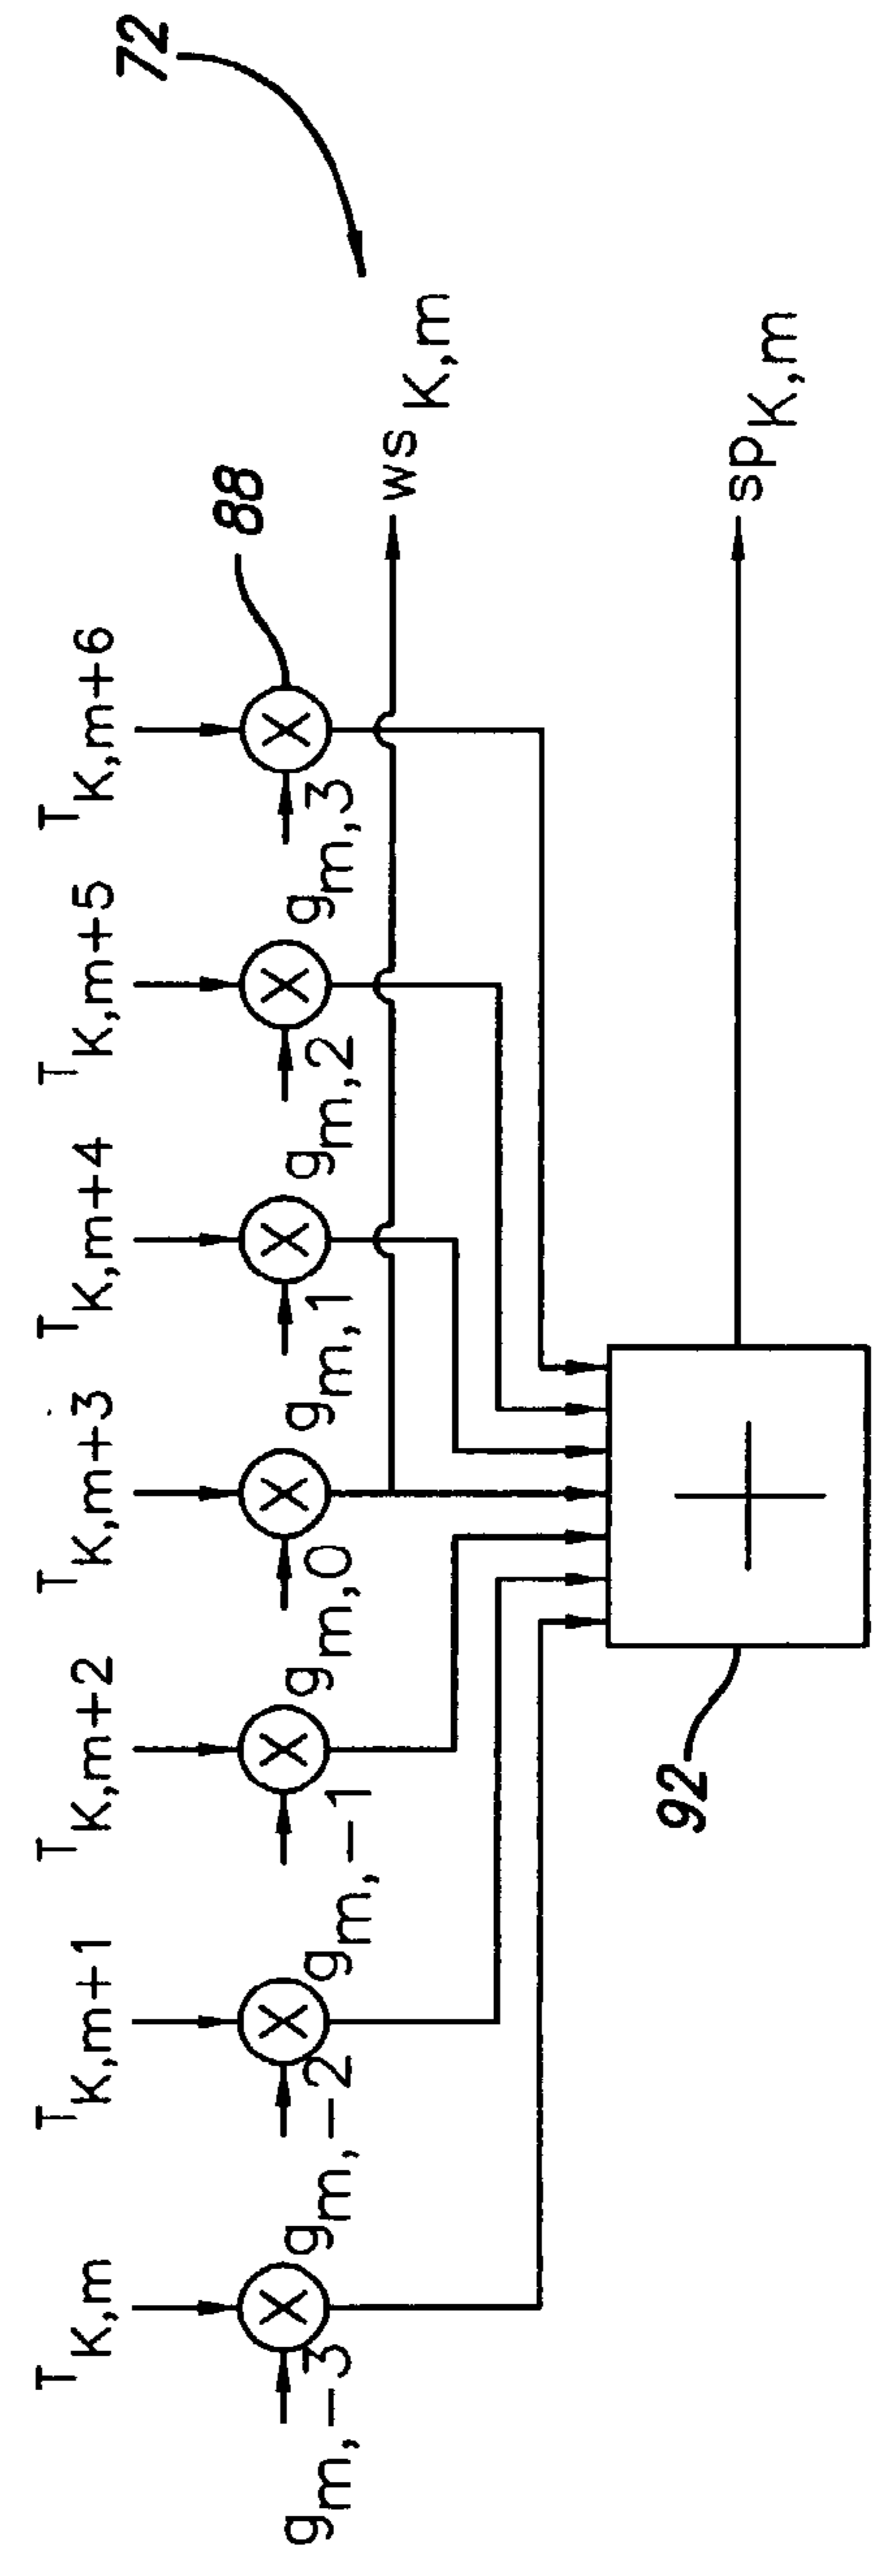 72
T K,m T K,m+1 T K,m+2 T K,m+3 T K,m+4 T K,m+5 T K,m+6
88
g m,-3 g m,-2 g m,-1 g m,0 g m,1 g m,2 g m,3
ws K,m
sp K,m
92